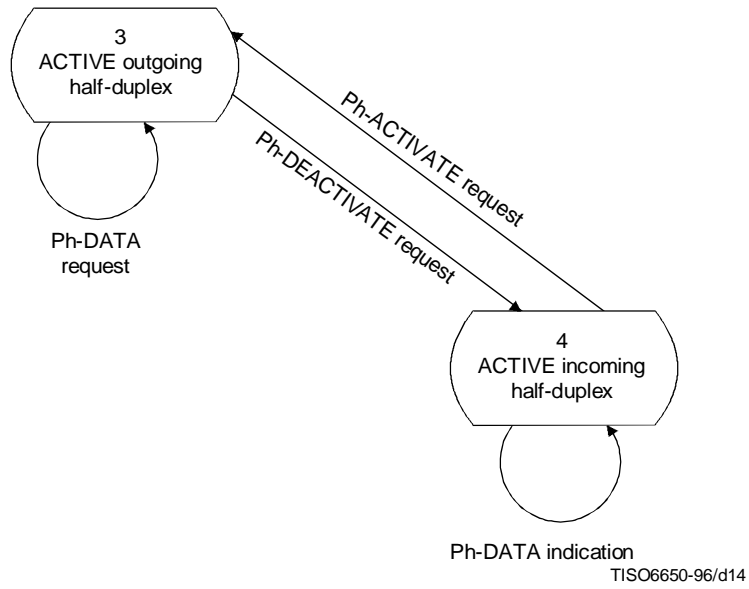 3
ACTIVE outgoing
half-duplex
Ph-ACTIVATE request
Ph-DEACTIVATE request
Ph-DATA
request
4
ACTIVE incoming
half-duplex
Ph-DATA indication
TISO6650-96/d14